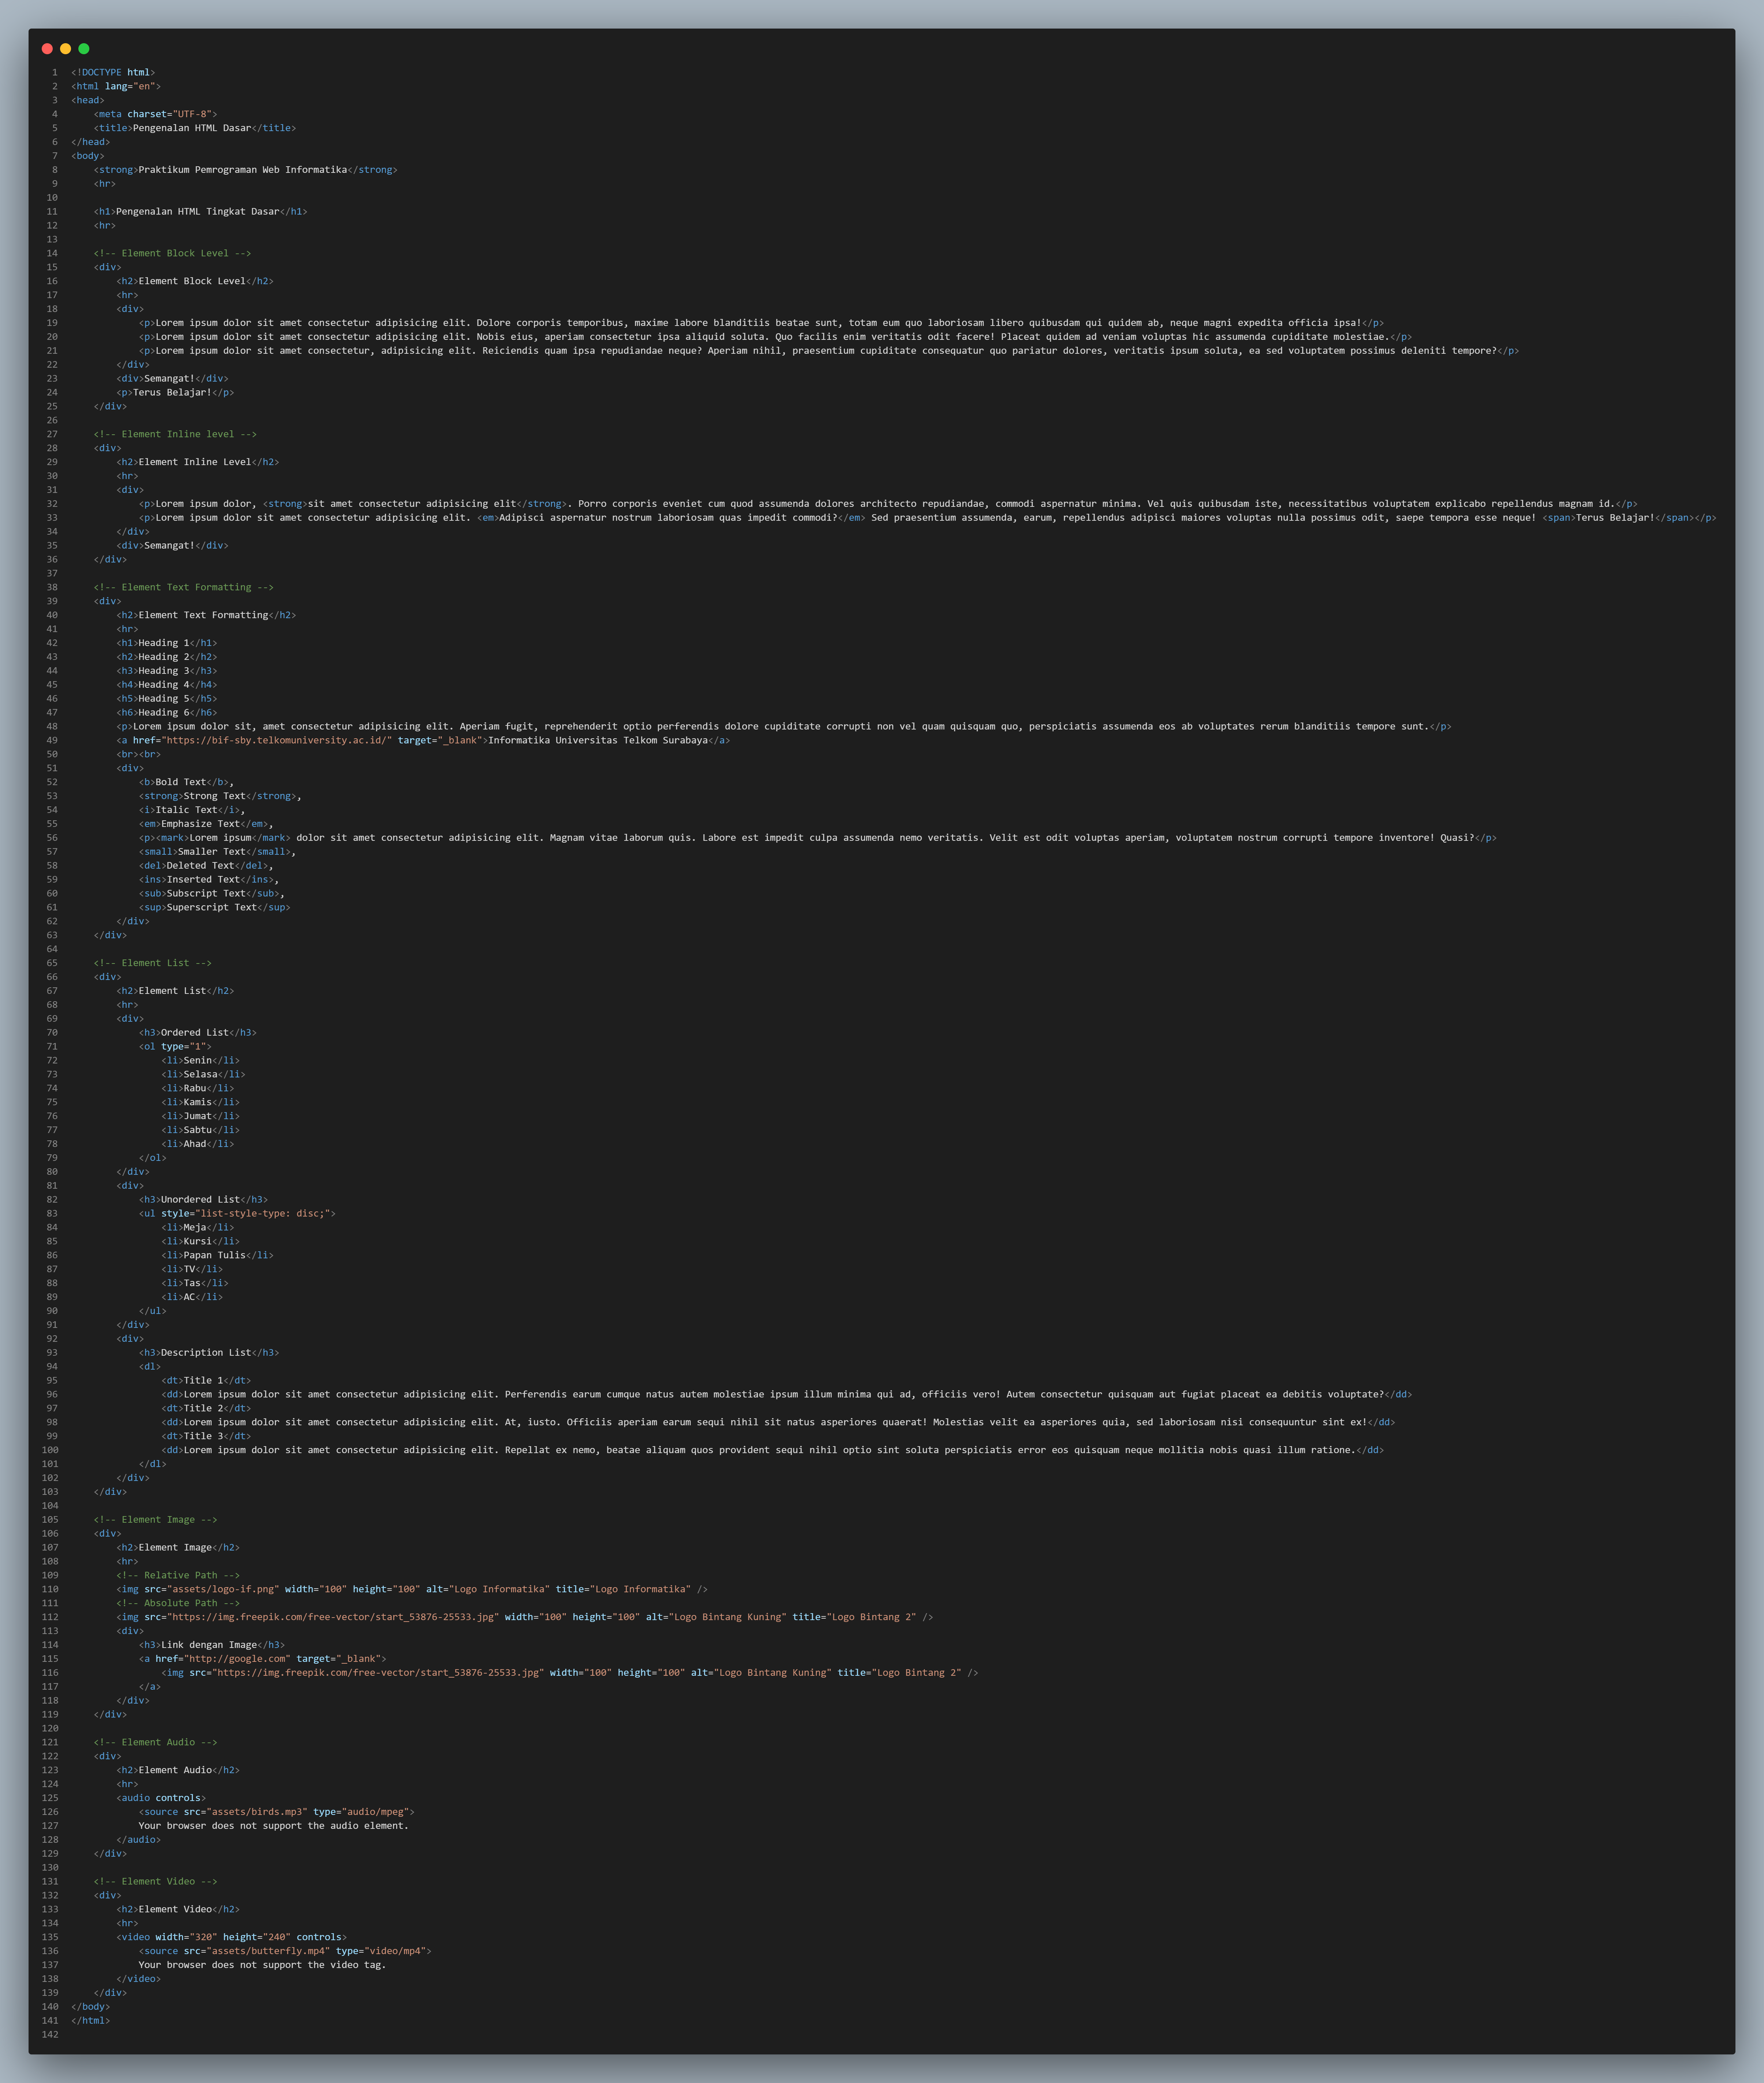 1 <!DOCTYPE html>
2 <html lang="en">
3 <head>
4     <meta charset="UTF-8">
5     <title>Pengenalan HTML Dasar</title>
6 </head>
7 <body>
8     <strong>Praktikum Pemrograman Web Informatika</strong>
9     <hr>
10
11     <h1>Pengenalan HTML Tingkat Dasar</h1>
12     <hr>
13
14     <!-- Element Block Level -->
15     <div>
16         <h2>Element Block Level</h2>
17         <hr>
18         <div>
19             <p>Lorem ipsum dolor sit amet consectetur adipisicing elit. Dolore corporis temporibus, maxime labore blanditiis beatae sunt, totam eum quo laboriosam libero quibusdam qui quidem ab, neque magni expedita officia ipsa!</p>
20             <p>Lorem ipsum dolor sit amet consectetur adipisicing elit. Nobis eius, aperiam consectetur ipsa aliquid soluta. Quo facilis enim veritatis odit facere! Placeat quidem ad veniam voluptas hic assumenda cupiditate molestiae.</p>
21             <p>Lorem ipsum dolor sit amet consectetur, adipisicing elit. Reiciendis quam ipsa repudiandae neque? Aperiam nihil, praesentium cupiditate consequatur quo pariatur dolores, veritatis ipsum soluta, ea sed voluptatem possimus deleniti tempore?</p>
22         </div>
23         <div>Semangat!</div>
24         <p>Terus Belajar!</p>
25     </div>
26
27     <!-- Element Inline level -->
28     <div>
29         <h2>Element Inline Level</h2>
30         <hr>
31         <div>
32             <p>Lorem ipsum dolor, <strong>sit amet consectetur adipisicing elit</strong>. Porro corporis eveniet cum quod assumenda dolores architecto repudiandae, commodi aspernatur minima. Vel quis quibusdam iste, necessitatibus voluptatem explicabo repellendus magnam id.</p>
33             <p>Lorem ipsum dolor sit amet consectetur adipisicing elit. <em>Adipisci aspernatur nostrum laboriosam quas impedit commodi?</em> Sed praesentium assumenda, earum, repellendus adipisci maiores voluptas nulla possimus odit, saepe tempora esse neque! <span>Terus Belajar!</span></p>
34         </div>
35         <div>Semangat!</div>
36     </div>
37
38     <!-- Element Text Formatting -->
39     <div>
40         <h2>Element Text Formatting</h2>
41         <hr>
42         <h1>Heading 1</h1>
43         <h2>Heading 2</h2>
44         <h3>Heading 3</h3>
45         <h4>Heading 4</h4>
46         <h5>Heading 5</h5>
47         <h6>Heading 6</h6>
48         <p>Lorem ipsum dolor sit, amet consectetur adipisicing elit. Aperiam fugit, reprehenderit optio perferendis dolore cupiditate corrupti non vel quam quisquam quo, perspiciatis assumenda eos ab voluptates rerum blanditiis tempore sunt.</p>
49         <a href="https://bif-sby.telkomuniversity.ac.id/" target="_blank">Informatika Universitas Telkom Surabaya</a>
50         <br><br>
51         <div>
52             <b>Bold Text</b>,
53             <strong>Strong Text</strong>,
54             <i>Italic Text</i>,
55             <em>Emphasize Text</em>,
56             <p><mark>Lorem ipsum</mark> dolor sit amet consectetur adipisicing elit. Magnam vitae laborum quis. Labore est impedit culpa assumenda nemo veritatis. Velit est odit voluptas aperiam, voluptatem nostrum corrupti tempore inventore! Quasi?</p>
57             <small>Smaller Text</small>,
58             <del>Deleted Text</del>,
59             <ins>Inserted Text</ins>,
60             <sub>Subscript Text</sub>,
61             <sup>Superscript Text</sup>
62         </div>
63     </div>
64
65     <!-- Element List -->
66     <div>
67         <h2>Element List</h2>
68         <hr>
69         <div>
70             <h3>Ordered List</h3>
71             <ol type="1">
72                 <li>Senin</li>
73                 <li>Selasa</li>
74                 <li>Rabu</li>
75                 <li>Kamis</li>
76                 <li>Jumat</li>
77                 <li>Sabtu</li>
78                 <li>Ahad</li>
79             </ol>
80         </div>
81         <div>
82             <h3>Unordered List</h3>
83             <ul style="list-style-type: disc;">
84                 <li>Meja</li>
85                 <li>Kursi</li>
86                 <li>Papan Tulis</li>
87                 <li>TV</li>
88                 <li>Tas</li>
89                 <li>AC</li>
90             </ul>
91         </div>
92         <div>
93             <h3>Description List</h3>
94             <dl>
95                 <dt>Title 1</dt>
96                 <dd>Lorem ipsum dolor sit amet consectetur adipisicing elit. Perferendis earum cumque natus autem molestiae ipsum illum minima qui ad, officiis vero! Autem consectetur quisquam aut fugiat placeat ea debitis voluptate?</dd>
97                 <dt>Title 2</dt>
98                 <dd>Lorem ipsum dolor sit amet consectetur adipisicing elit. At, iusto. Officiis aperiam earum sequi nihil sit natus asperiores quaerat! Molestias velit ea asperiores quia, sed laboriosam nisi consequuntur sint ex!</dd>
99                 <dt>Title 3</dt>
100                 <dd>Lorem ipsum dolor sit amet consectetur adipisicing elit. Repellat ex nemo, beatae aliquam quos provident sequi nihil optio sint soluta perspiciatis error eos quisquam neque mollitia nobis quasi illum ratione.</dd>
101             </dl>
102         </div>
103     </div>
104
105     <!-- Element Image -->
106     <div>
107         <h2>Element Image</h2>
108         <hr>
109         <!-- Relative Path -->
110         <img src="assets/logo-if.png" width="100" height="100" alt="Logo Informatika" title="Logo Informatika" />
111         <!-- Absolute Path -->
112         <img src="https://img.freepik.com/free-vector/start_53876-25533.jpg" width="100" height="100" alt="Logo Bintang Kuning" title="Logo Bintang 2" />
113         <div>
114             <h3>Link dengan Image</h3>
115             <a href="http://google.com" target="_blank">
116                 <img src="https://img.freepik.com/free-vector/start_53876-25533.jpg" width="100" height="100" alt="Logo Bintang Kuning" title="Logo Bintang 2" />
117             </a>
118         </div>
119     </div>
120
121     <!-- Element Audio -->
122     <div>
123         <h2>Element Audio</h2>
124         <hr>
125         <audio controls>
126             <source src="assets/birds.mp3" type="audio/mpeg">
127             Your browser does not support the audio element.
128         </audio>
129     </div>
130
131     <!-- Element Video -->
132     <div>
133         <h2>Element Video</h2>
134         <hr>
135         <video width="320" height="240" controls>
136             <source src="assets/butterfly.mp4" type="video/mp4">
137             Your browser does not support the video tag.
138         </video>
139     </div>
140 </body>
141 </html>
142